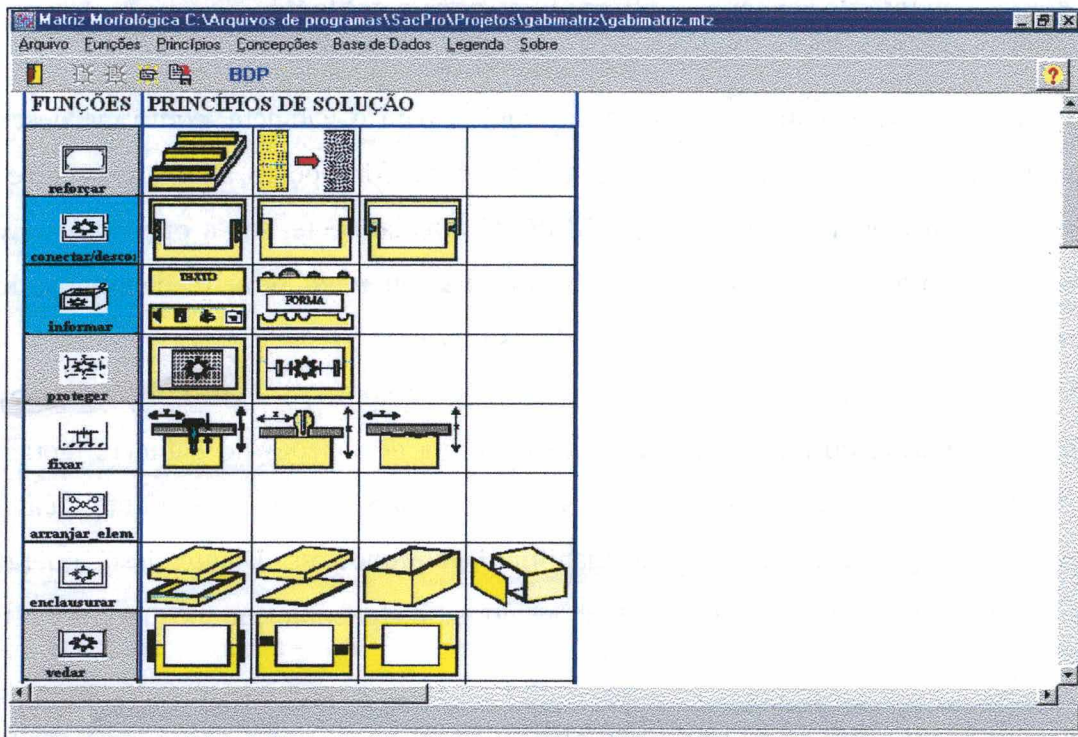 Matriz Morfológica C:\Arquivos de programas\SacPro\Projetos\gabimatriz\gabimatriz.mtz
Arquivo Funções Princípios Concepções Base de Dados Legenda Sobre
BDP
FUNÇÕES PRINCÍPIOS DE SOLUÇÃO
reforçar
conectar/desco
TEXTO
FORMA
informar
proteger
fixar
arranjar_elem
enclausurar
vedar